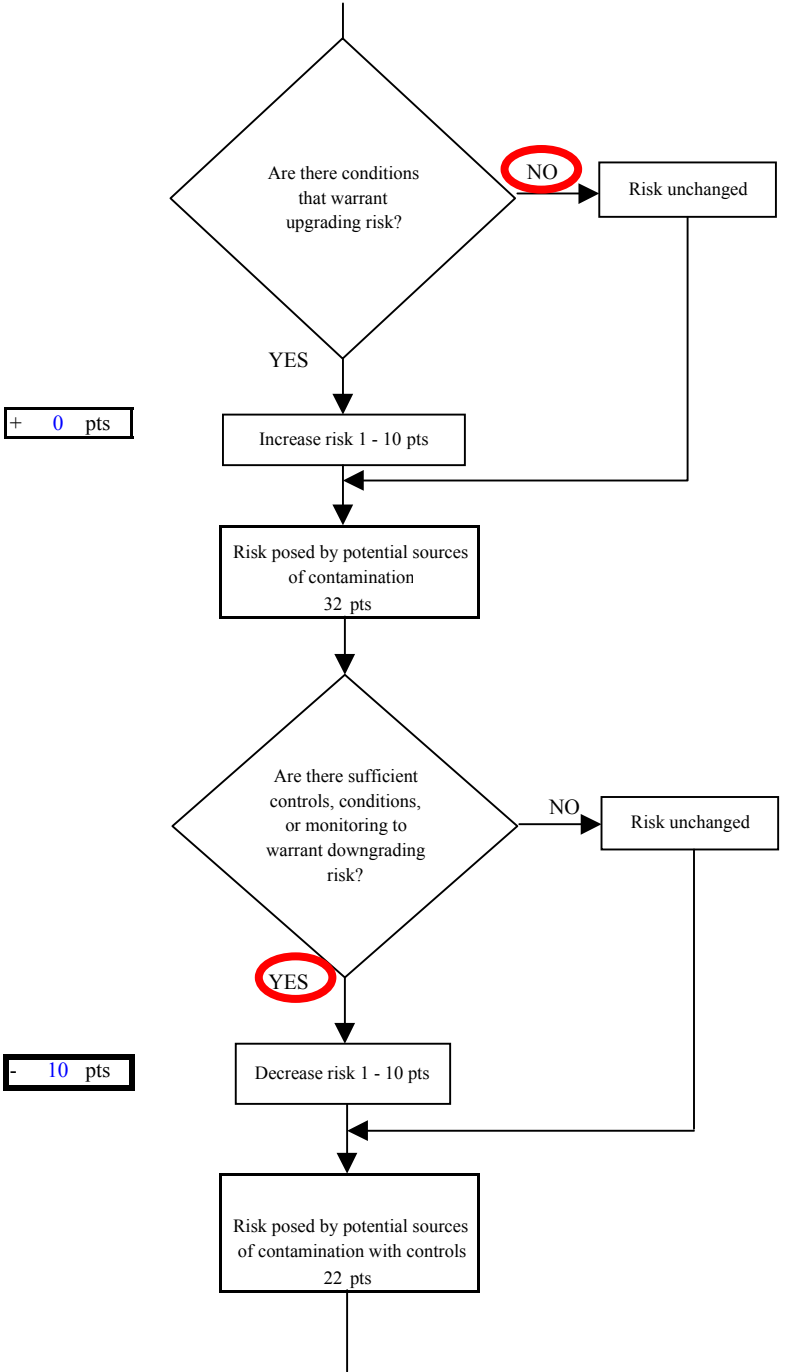 Are there conditions
that warrant
upgrading risk?
NO
Risk unchanged
YES
+ 0 pts
Increase risk 1 - 10 pts
Risk posed by potential sources
of contamination
32 pts
Are there sufficient
controls, conditions,
or monitoring to
warrant downgrading
risk?
NO
Risk unchanged
YES
- 10 pts
Decrease risk 1 - 10 pts
Risk posed by potential sources
of contamination with controls
22 pts